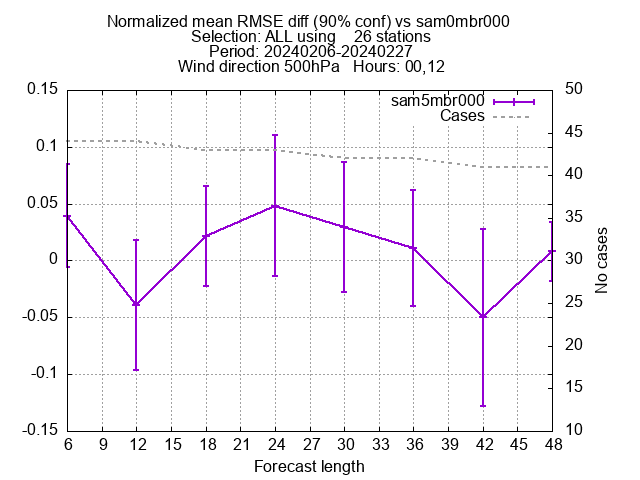 Normalized mean RMSE diff (90% conf) vs sam0mbr000
Selection: ALL using    26 stations
Period: 20240206-20240227
Wind direction 500hPa   Hours: 00,12
sam5mbr000
Cases
0.15
0.1
0.05
0
-0.05
-0.1
-0.15
50
45
40
35
30
25
20
15
10
No cases
6 9 12 15 18 21 24 27 30 33 36 39 42 45 48
Forecast length